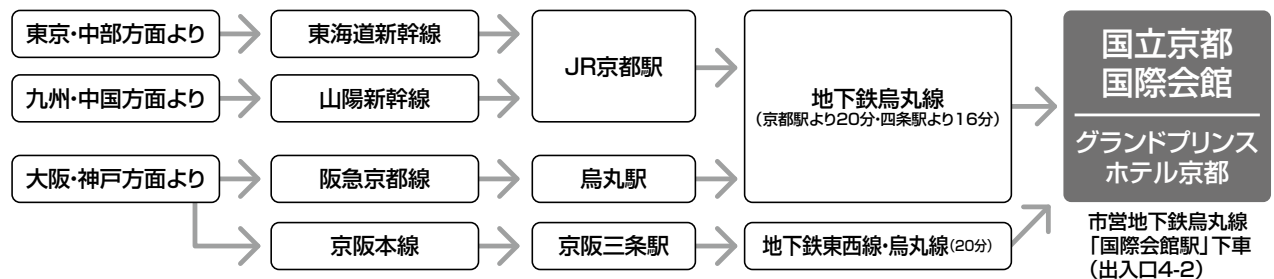 東京・中部方面より
東海道新幹線
JR京都駅
九州・中国方面より
山陽新幹線
地下鉄烏丸線
（京都駅より20分・四条駅より16分）
国立京都
国際会館
グランドプリンス
ホテル京都
大阪・神戸方面より
阪急京都線
烏丸駅
京阪本線
京阪三条駅
地下鉄東西線・烏丸線（20分）
市営地下鉄烏丸線
「国際会館駅」下車
（出入口4-2）